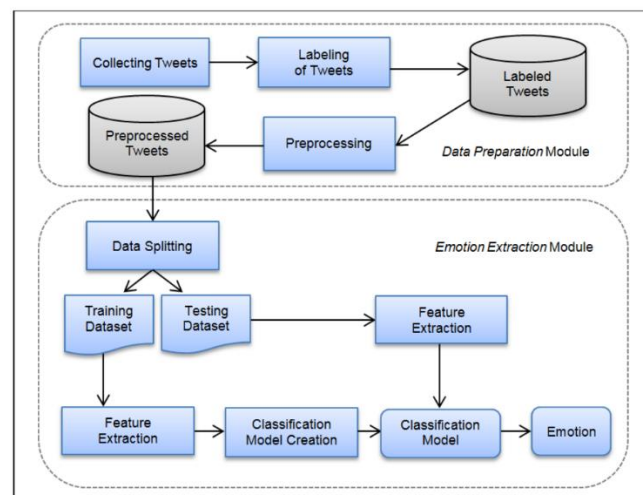 Collecting Tweets
Labeling
of Tweets
Labeled
Tweets
Preprocessed
Tweets
Preprocessing
Data Preparation Module
Data Splitting
Emotion Extraction Module
Training
Dataset
Testing
Dataset
Feature
Extraction
Feature
Extraction
Classification
Model Creation
Classification
Model
Emotion